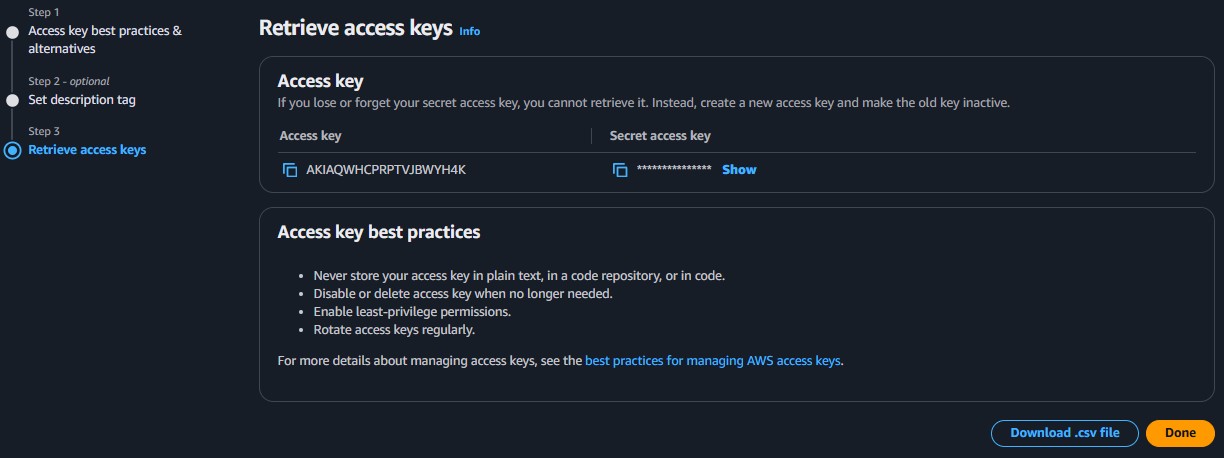 Step 1
Access key best practices &
alternatives
Step 2 - optional
Set description tag
Step 3
Retrieve access keys
Retrieve access keys Info
Access key
If you lose or forget your secret access key, you cannot retrieve it. Instead, create a new access key and make the old key inactive.
Access key Secret access key
AKIAQWHCPRPTVJBWYH4K *************** Show
Access key best practices
• Never store your access key in plain text, in a code repository, or in code.
• Disable or delete access key when no longer needed.
• Enable least-privilege permissions.
• Rotate access keys regularly.
For more details about managing access keys, see the best practices for managing AWS access keys.
Download .csv file Done